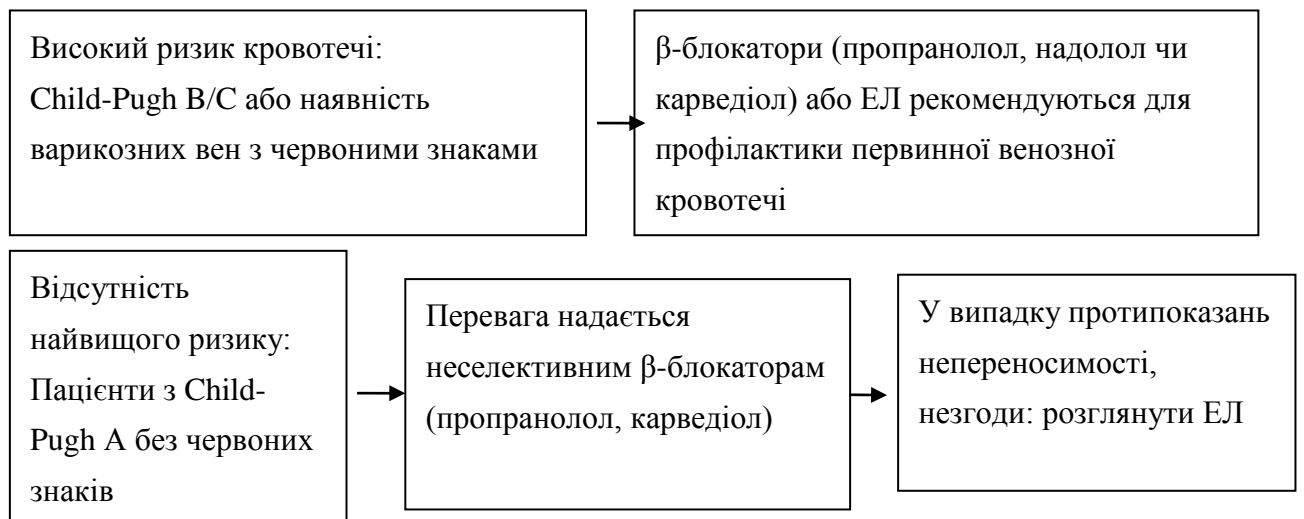 Високий ризик кровотечі:
Child-Pugh B/C або наявність
варикозних вен з червоними знаками
β-блокатори (пропранолол, надолол чи
карведіол) або ЕЛ рекомендуються для
профілактики первинної венозної
кровотечі
Відсутність
найвищого ризику:
Пацієнти з Child-
Pugh A без червоних
знаків
Перевага надається
неселективним β-блокаторам
(пропранолол, карведіол)
У випадку протипоказань
непереносимості,
незгоди: розглянути ЕЛ